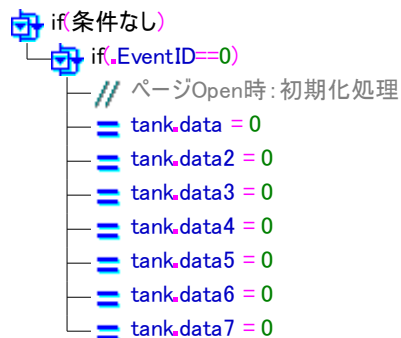 if(条件なし)
if(.EventID==0)
// ページOpen時：初期化処理
tank.data = 0
tank.data2 = 0
tank.data3 = 0
tank.data4 = 0
tank.data5 = 0
tank.data6 = 0
tank.data7 = 0